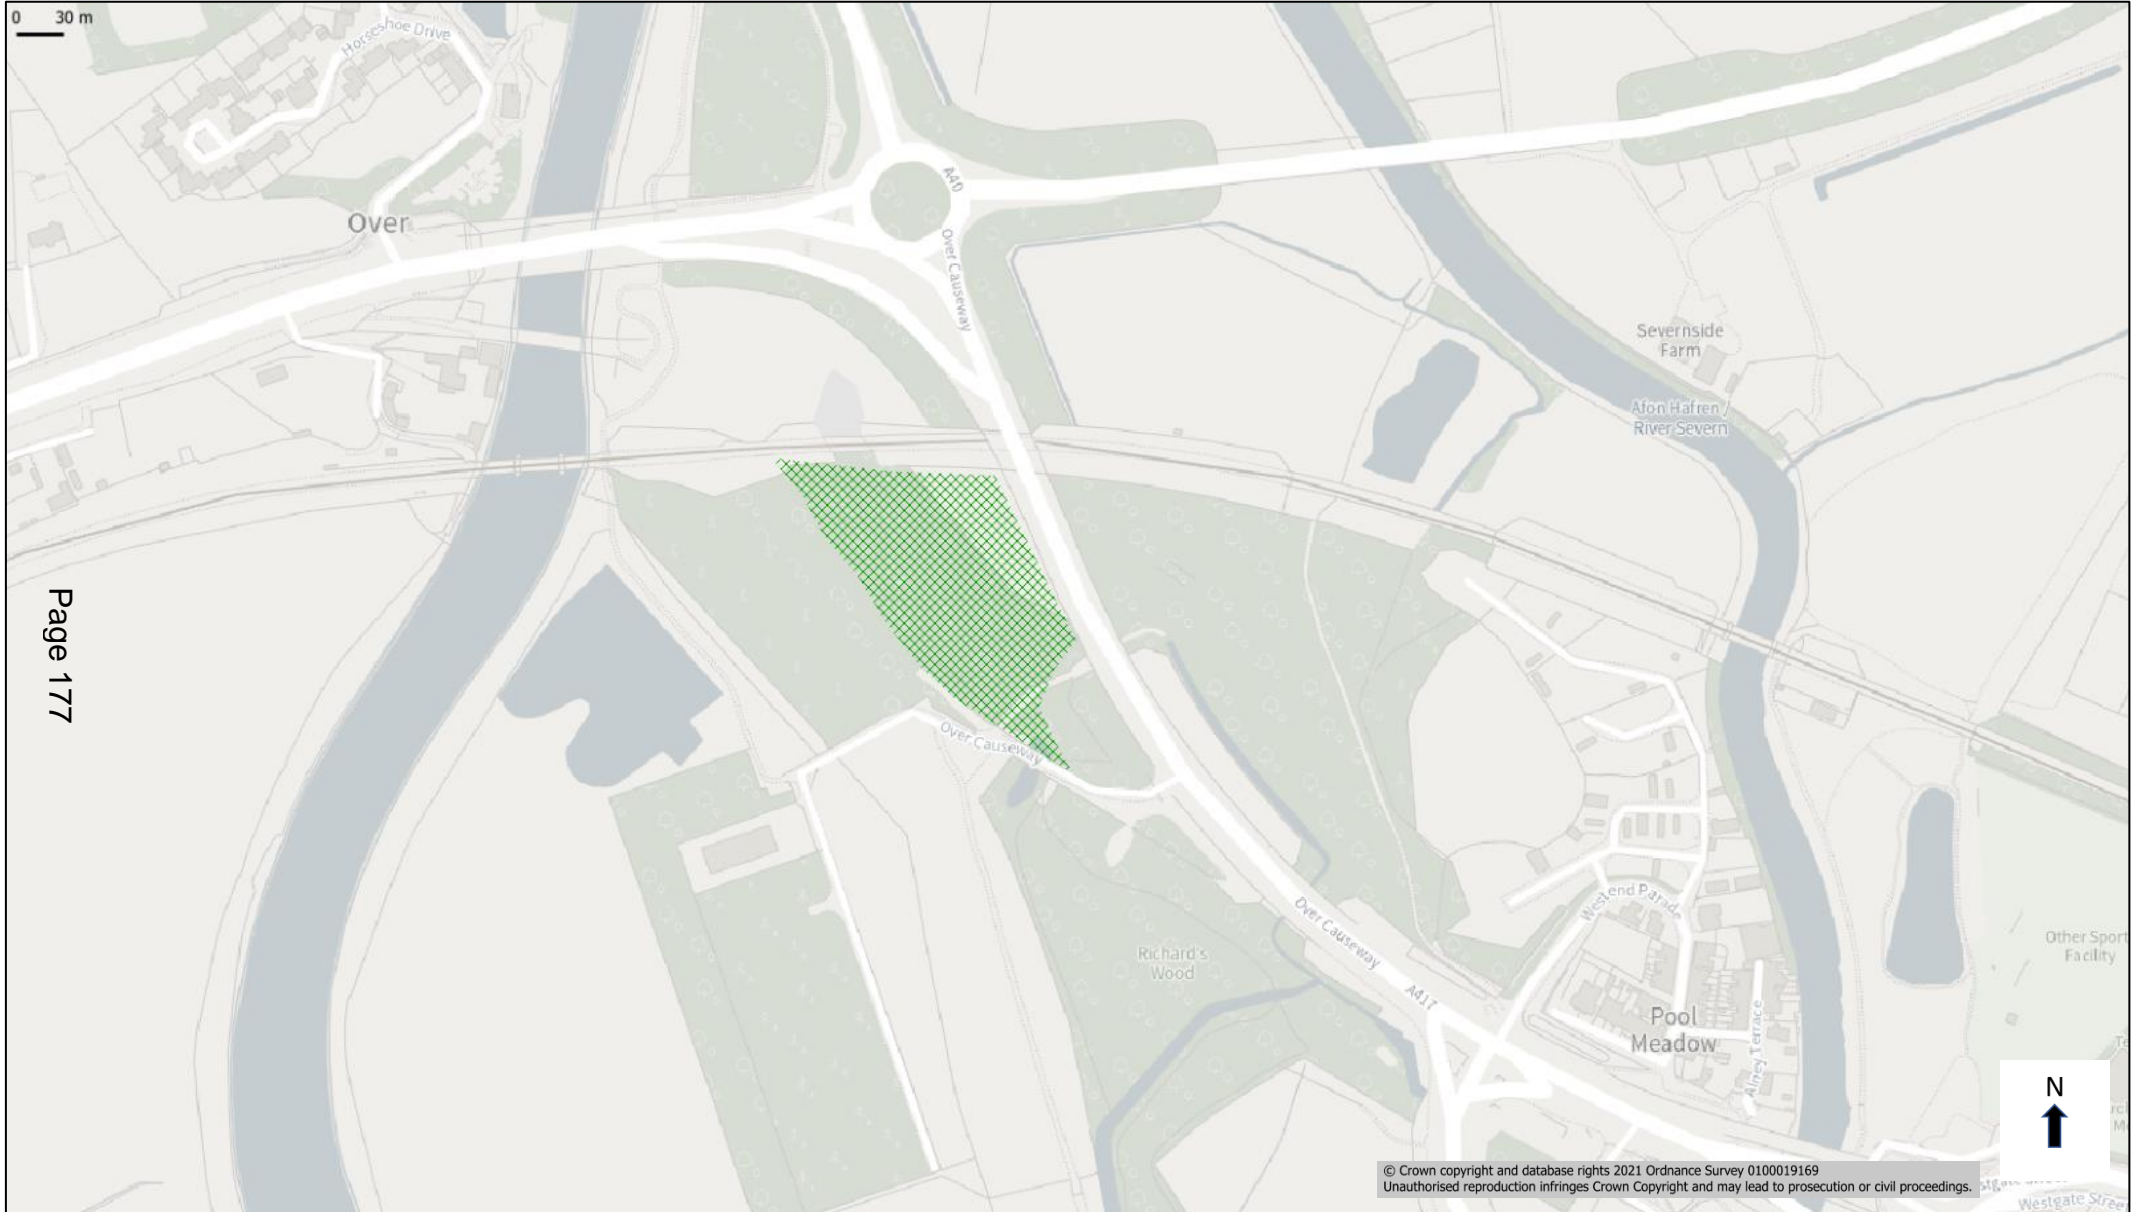 0 30 m
Horseshoe Drive
Over
A40
Over Causeway
Severnside
Farm
Afon Hafren /
River Severn
Page 177
Over Causeway
Over Causeway
Westend Parade
Richard's
Wood
A417
Pool
Meadow
Alney Terrace
Other Sport
Facility
N
© Crown copyright and database rights 2021 Ordnance Survey 0100019169
Unauthorised reproduction infringes Crown Copyright and may lead to prosecution or civil proceedings.
Westgate Street